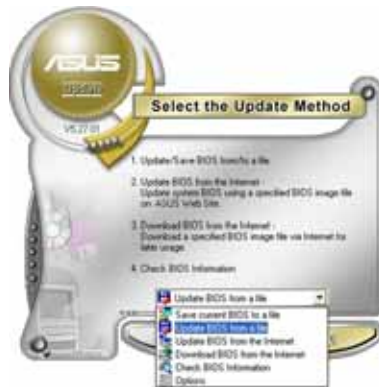 ASUS
Update
V5.27.01
Select the Update Method
1. Update/Save BIOS from/to a file
2. Update BIOS from the Internet -
Update system BIOS using a specified BIOS image file
on ASUS Web Site.
3. Download BIOS from the Internet -
Download a specified BIOS image file via Internet for
later usage.
4. Check BIOS Information
Update BIOS from a file
Save current BIOS to a file
Update BIOS from a file
Update BIOS from the Internet
Download BIOS from the Internet
Check BIOS Information
Options